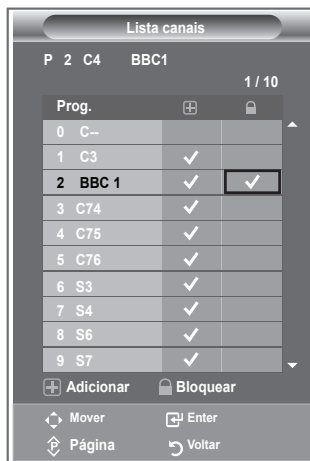 Lista canais
P 2 C4 BBC1
1 / 10
Prog.
0 C--
1 C3
2 BBC 1
3 C74
4 C75
5 C76
6 S3
7 S4
8 S6
9 S7
Adicionar Bloquear
Mover Enter
Página Voltar